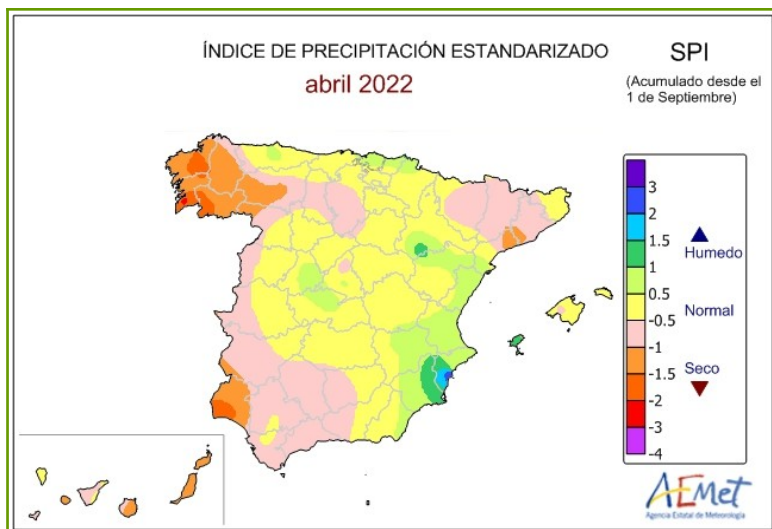 ÍNDICE DE PRECIPITACIÓN ESTANDARIZADO
abril 2022
SPI
(Acumulado desde el
1 de Septiembre)
3
2
1.5
1
0.5
-0.5
-1
-1.5
-2
-3
-4
Humedo
Normal
Seco
AEMet
Agencia Estatal de Meteorología